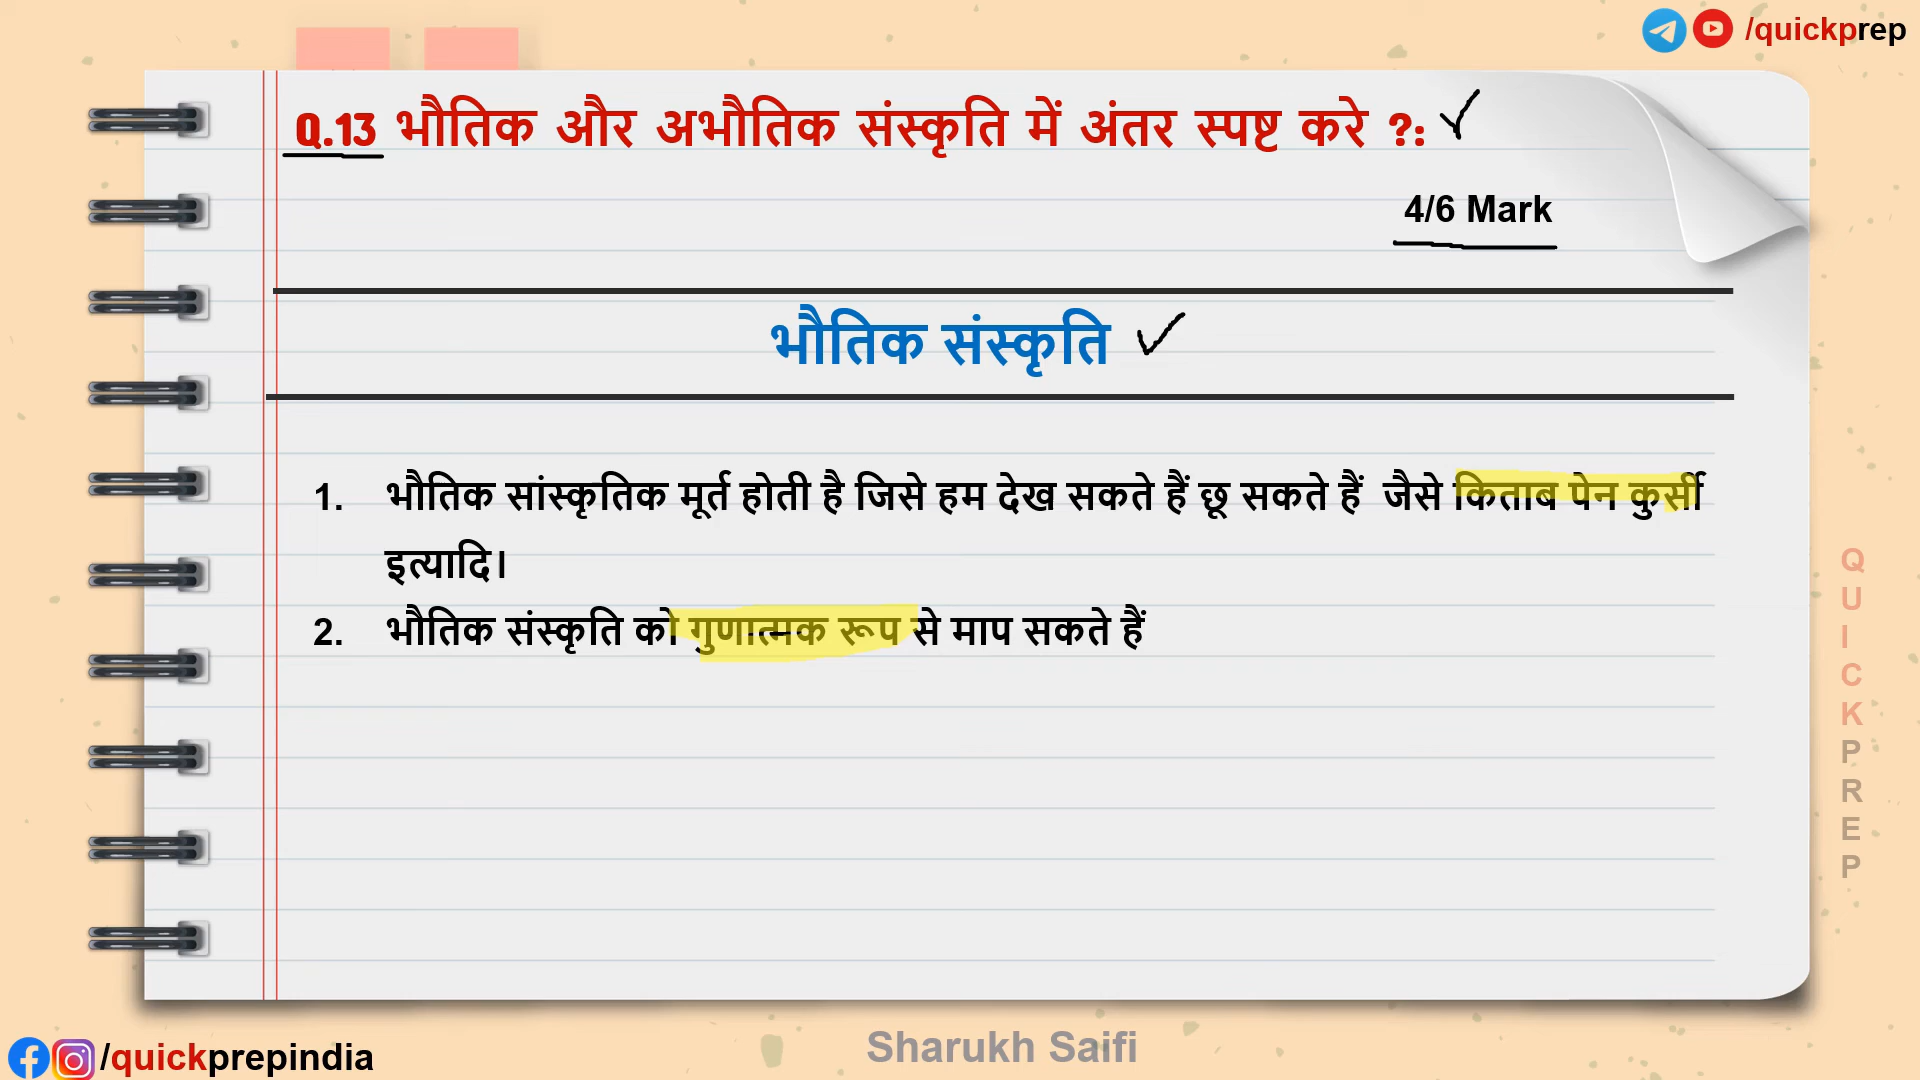 /quickprep
Q.13 भौतिक और अभौतिक संस्कृति में अंतर स्पष्ट करे ?:
4/6 Mark
भौतिक संस्कृति
1. भौतिक सांस्कृतिक मूर्त होती है जिसे हम देख सकते हैं छू सकते हैं जैसे किताब पेन कुर्सी
इत्यादि।
2. भौतिक संस्कृति को गुणात्मक रूप से माप सकते हैं
QUICKPREP
Sharukh Saifi
/quickprepindia